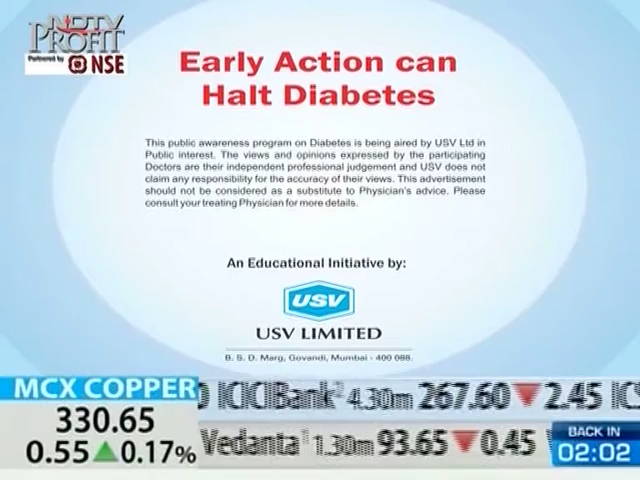 NDTV
PROFIT
Partnered by NSE
Early Action can
Halt Diabetes
This public awareness program on Diabetes is being aired by USV Ltd in
Public interest. The views and opinions expressed by the participating
Doctors are their independent professional judgement and USV does not
claim any responsibility for the accuracy of their views. This advertisement
should not be considered as a substitute to Physician's advice. Please
consult your treating Physician for more details.
An Educational Initiative by:
USV
USV LIMITED
B. S. D. Marg, Govandi, Mumbai - 400 088.
MCX COPPER
330.65
0.55 ▲ 0.17%
ICICIBank 4.30m 267.60 ▼ 2.45 IC
Vedanta 1.30m 93.65 ▼ 0.45
BACK IN
02:02